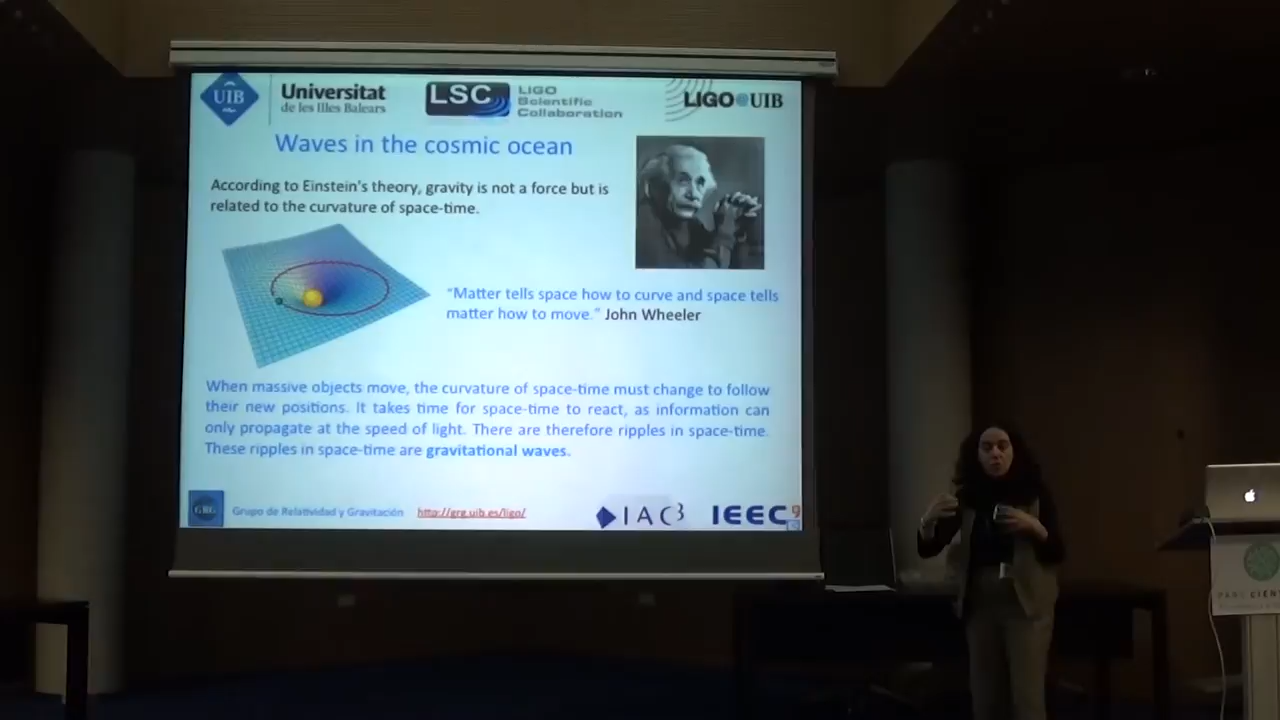 UIB
Universitat
de les Illes Balears
LSC
LIGO
Scientific
Collaboration
LIGO@UIB
Waves in the cosmic ocean
According to Einstein's theory, gravity is not a force but is
related to the curvature of space-time.
"Matter tells space how to curve and space tells
matter how to move." John Wheeler
When massive objects move, the curvature of space-time must change to follow
their new positions. It takes time for space-time to react, as information can
only propagate at the speed of light. There are therefore ripples in space-time.
These ripples in space-time are gravitational waves.
GRG
Grupo de Relatividad y Gravitación
http://grg.uib.es/ligo/
IAC3
IEEC9
PARC CIENT